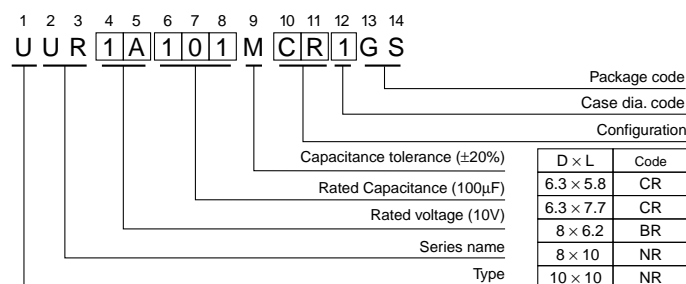 1 2 3 4 5 6 7 8 9 10 11 12 13 14
U U R 1 A 1 0 1 M C R 1 G S
Package code
Case dia. code
Configuration
Capacitance tolerance (±20%)
Rated Capacitance (100µF)
Rated voltage (10V)
Series name
Type
D × L Code
6.3 × 5.8 CR
6.3 × 7.7 CR
8 × 6.2 BR
8 × 10 NR
10 × 10 NR